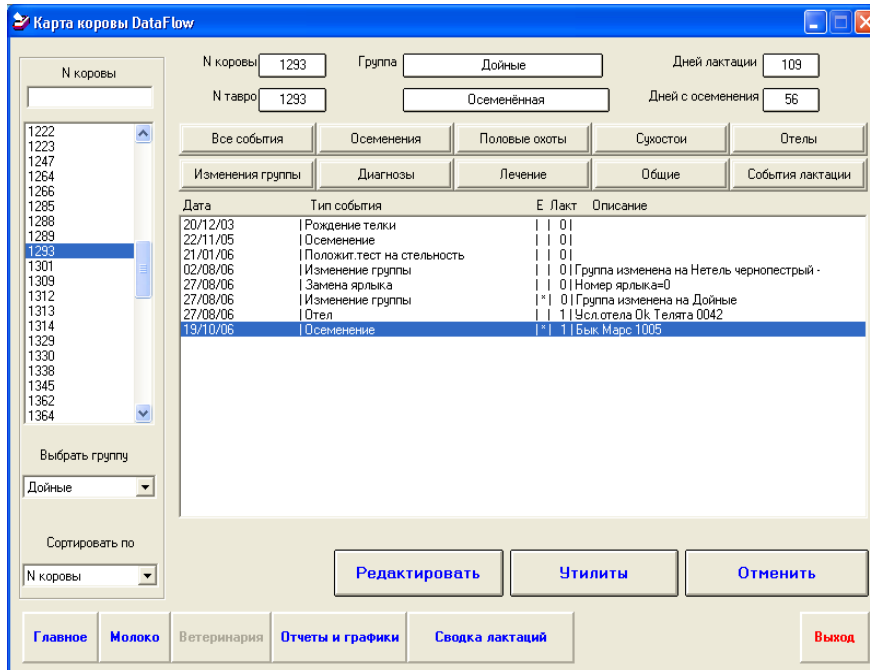 Карта коровы DataFlow
N коровы
1222
1223
1247
1264
1266
1285
1288
1289
1293
1301
1309
1312
1313
1314
1329
1330
1338
1345
1362
1364
Выбрать группу
Дойные
Сортировать по
N коровы
N коровы 1293 Группа Дойные Дней лактации 109
N тавро 1293 Осеменённая Дней с осеменения 56
Все события Осеменения Половые охоты Сухостои Отелы
Изменения группы Диагнозы Лечение Общие События лактации
Дата Тип события Е Лакт Описание
20/12/03 |Рождение телки | | 0|
22/11/05 |Осеменение | | 0|
21/01/06 |Положит.тест на стельность | | 0|
02/08/06 |Изменение группы | | 0|Группа изменена на Нетель чернопестрый -
27/08/06 |Замена ярлыка | | 0|Номер ярлыка=0
27/08/06 |Изменение группы |*| 0|Группа изменена на Дойные
27/08/06 |Отел | | 1|Усл.отела Ok Телята 0042
19/10/06 |Осеменение |*| 1|Бык Марс 1005
Редактировать Утилиты Отменить
Главное Молоко Ветеринария Отчеты и графики Сводка лактаций Выход